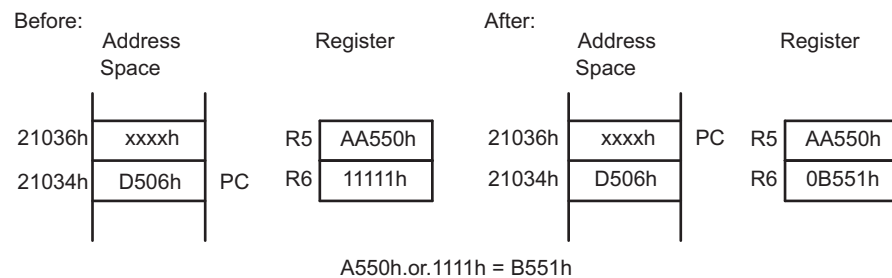 Before:
After:
Address Space
Register
Address Space
Register
21036h xxxxh R5 AA550h 21036h xxxxh PC R5 AA550h
21034h D506h PC R6 11111h 21034h D506h R6 0B551h
A550h.or.1111h = B551h